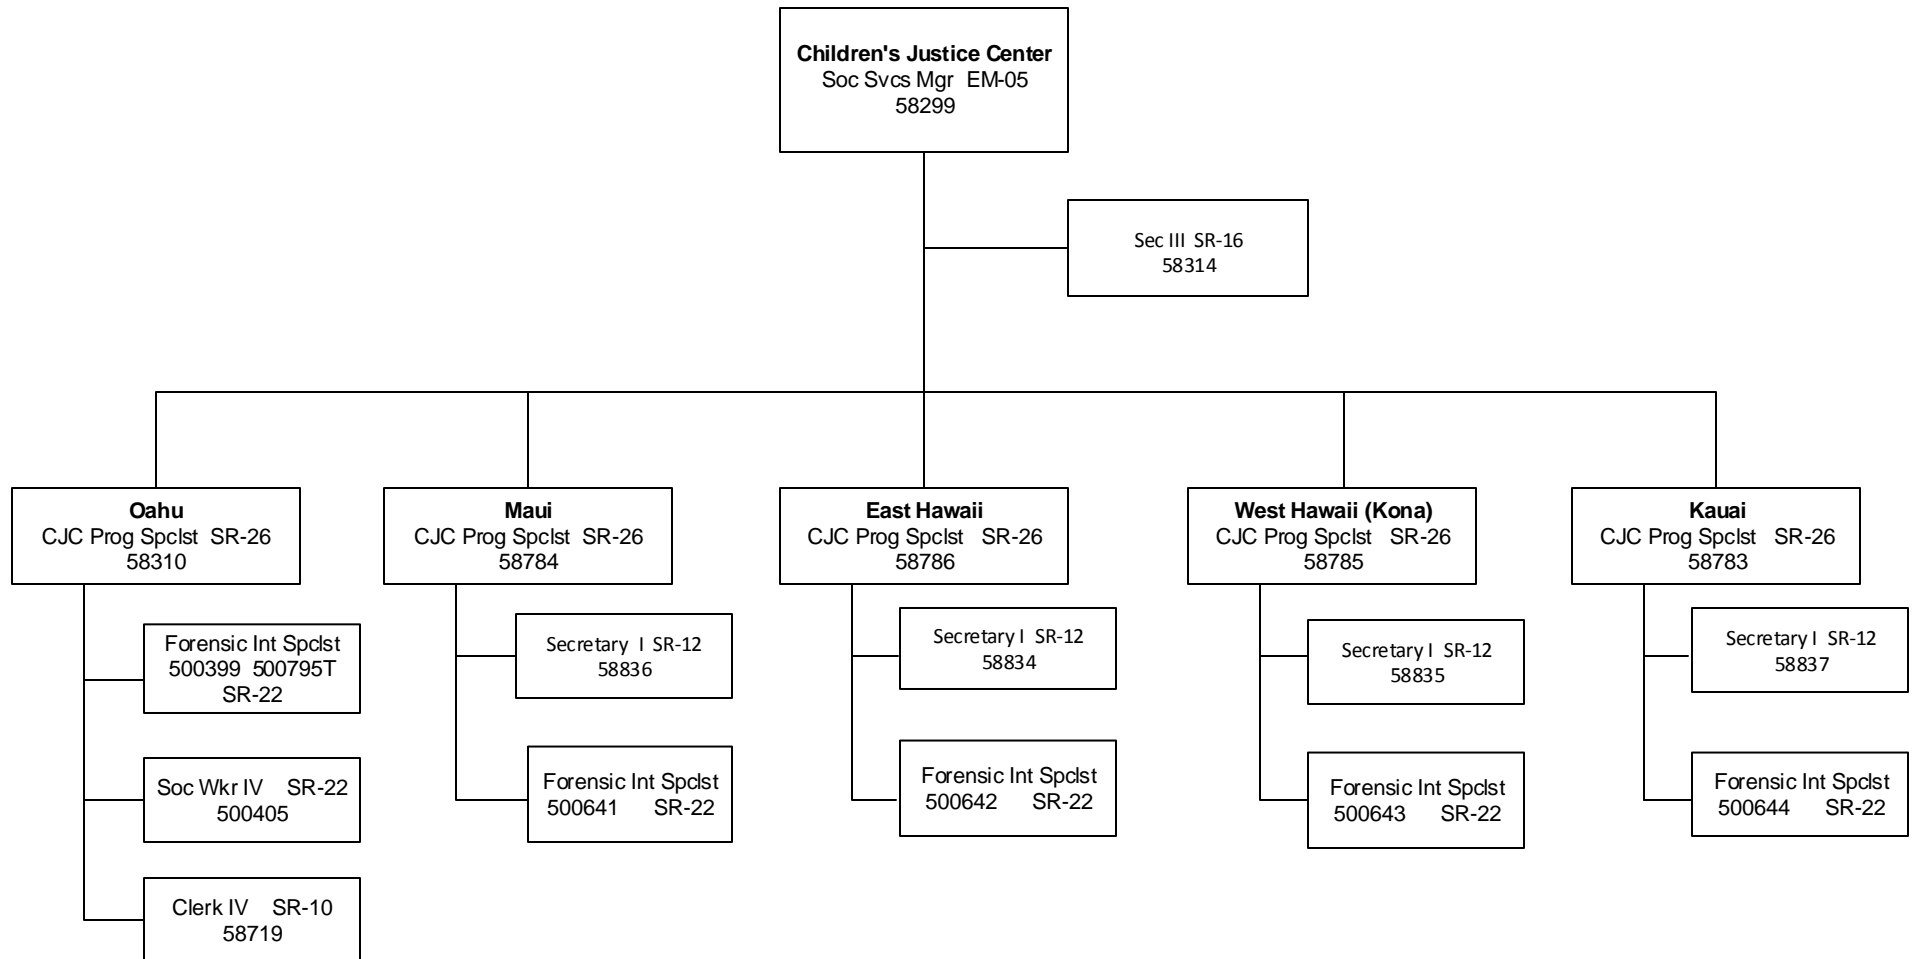 Children's Justice Center
Soc Svcs Mgr EM-05
58299
Sec III SR-16
58314
Oahu
CJC Prog Spclst SR-26
58310
Forensic Int Spclst
500399 500795T
SR-22
Soc Wkr IV SR-22
500405
Clerk IV SR-10
58719
Maui
CJC Prog Spclst SR-26
58784
Secretary I SR-12
58836
Forensic Int Spclst
500641 SR-22
East Hawaii
CJC Prog Spclst SR-26
58786
Secretary I SR-12
58834
Forensic Int Spclst
500642 SR-22
West Hawaii (Kona)
CJC Prog Spclst SR-26
58785
Secretary I SR-12
58835
Forensic Int Spclst
500643 SR-22
Kauai
CJC Prog Spclst SR-26
58783
Secretary I SR-12
58837
Forensic Int Spclst
500644 SR-22